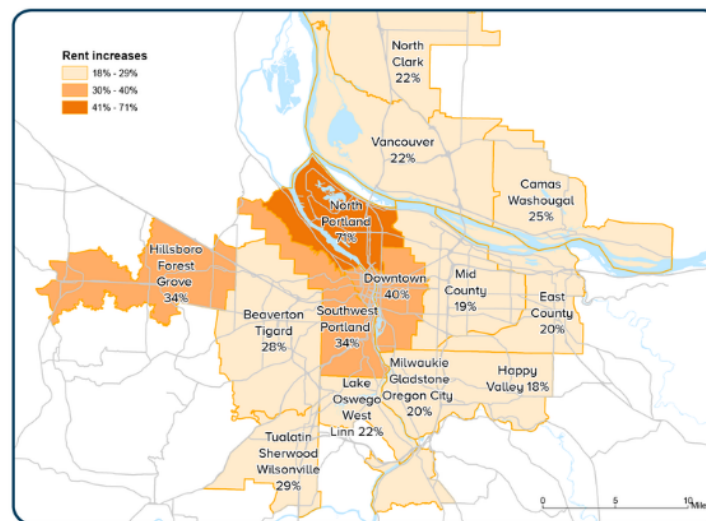 Rent increases
18% - 29%
30% - 40%
41% - 71%
North
Clark
22%
Vancouver
22%
Camas
Washougal
25%
North
Portland
71%
Hillsboro
Forest
Grove
34%
Downtown
40%
Mid
County
19%
East
County
20%
Beaverton
Tigard
28%
Southwest
Portland
34%
Milwaukie
Gladstone
Oregon City
20%
Happy
Valley 18%
Lake
Oswego
West
Linn 22%
Tualatin
Sherwood
Wilsonville
29%
0 5 10
Mile